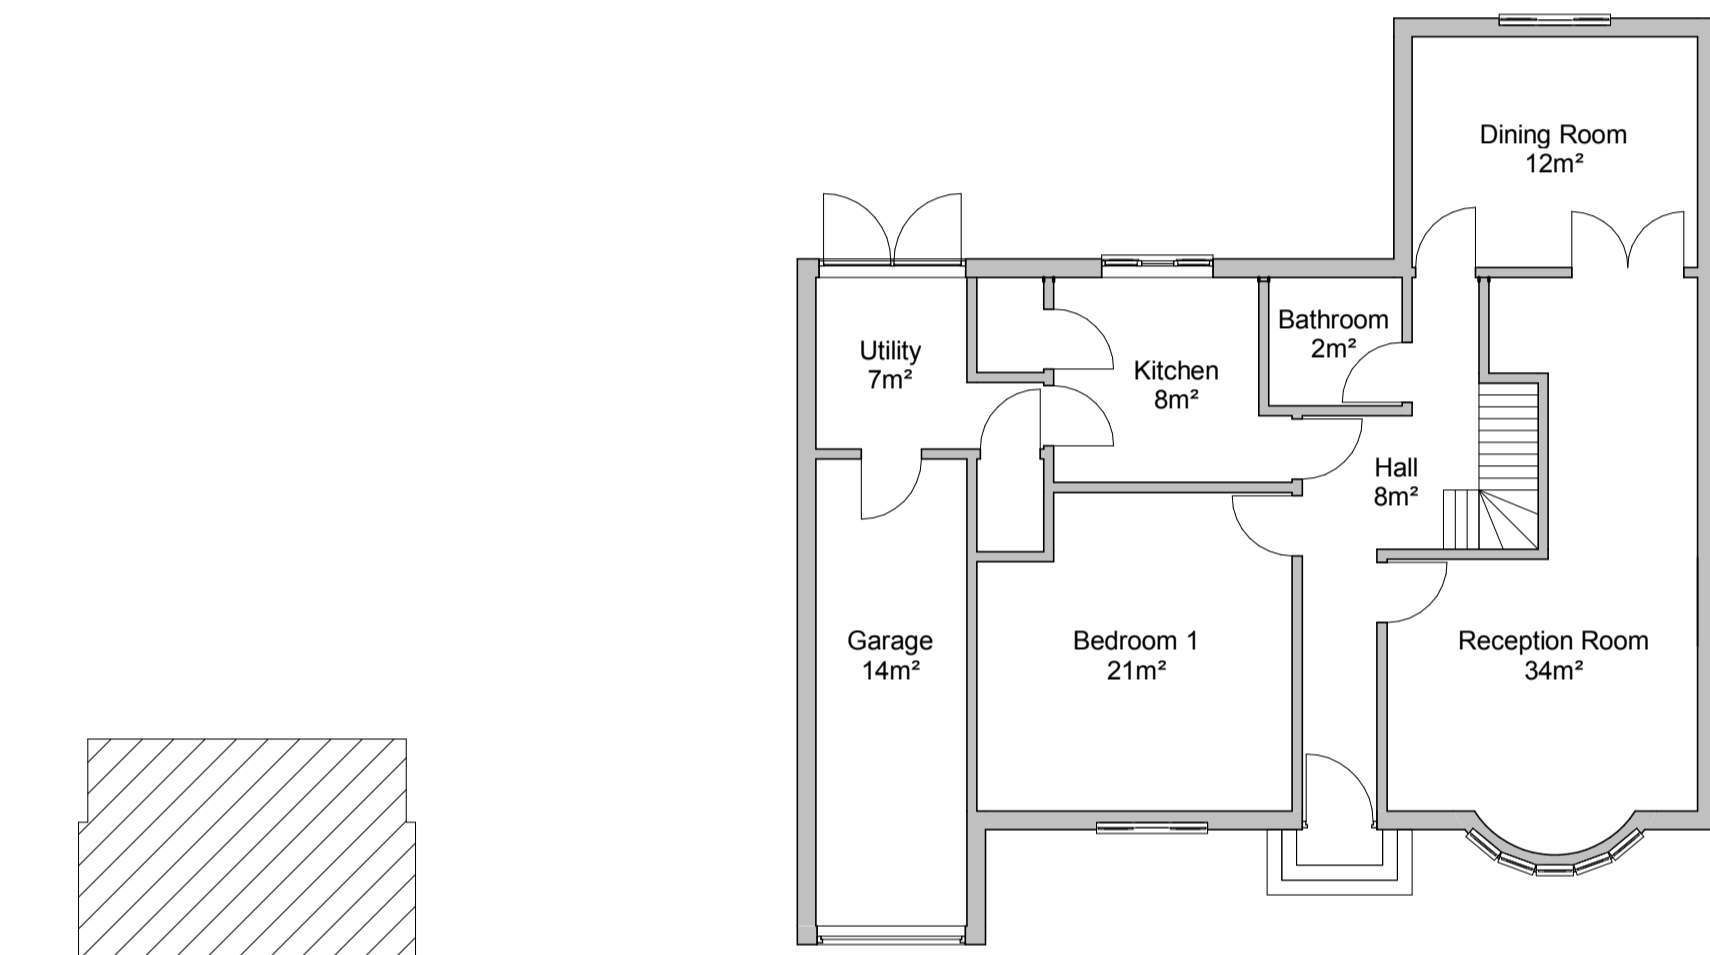 Dining Room
12m²
Bathroom
2m²
Utility
7m²
Kitchen
8m²
Hall
8m²
Garage
14m²
Bedroom 1
21m²
Reception Room
34m²